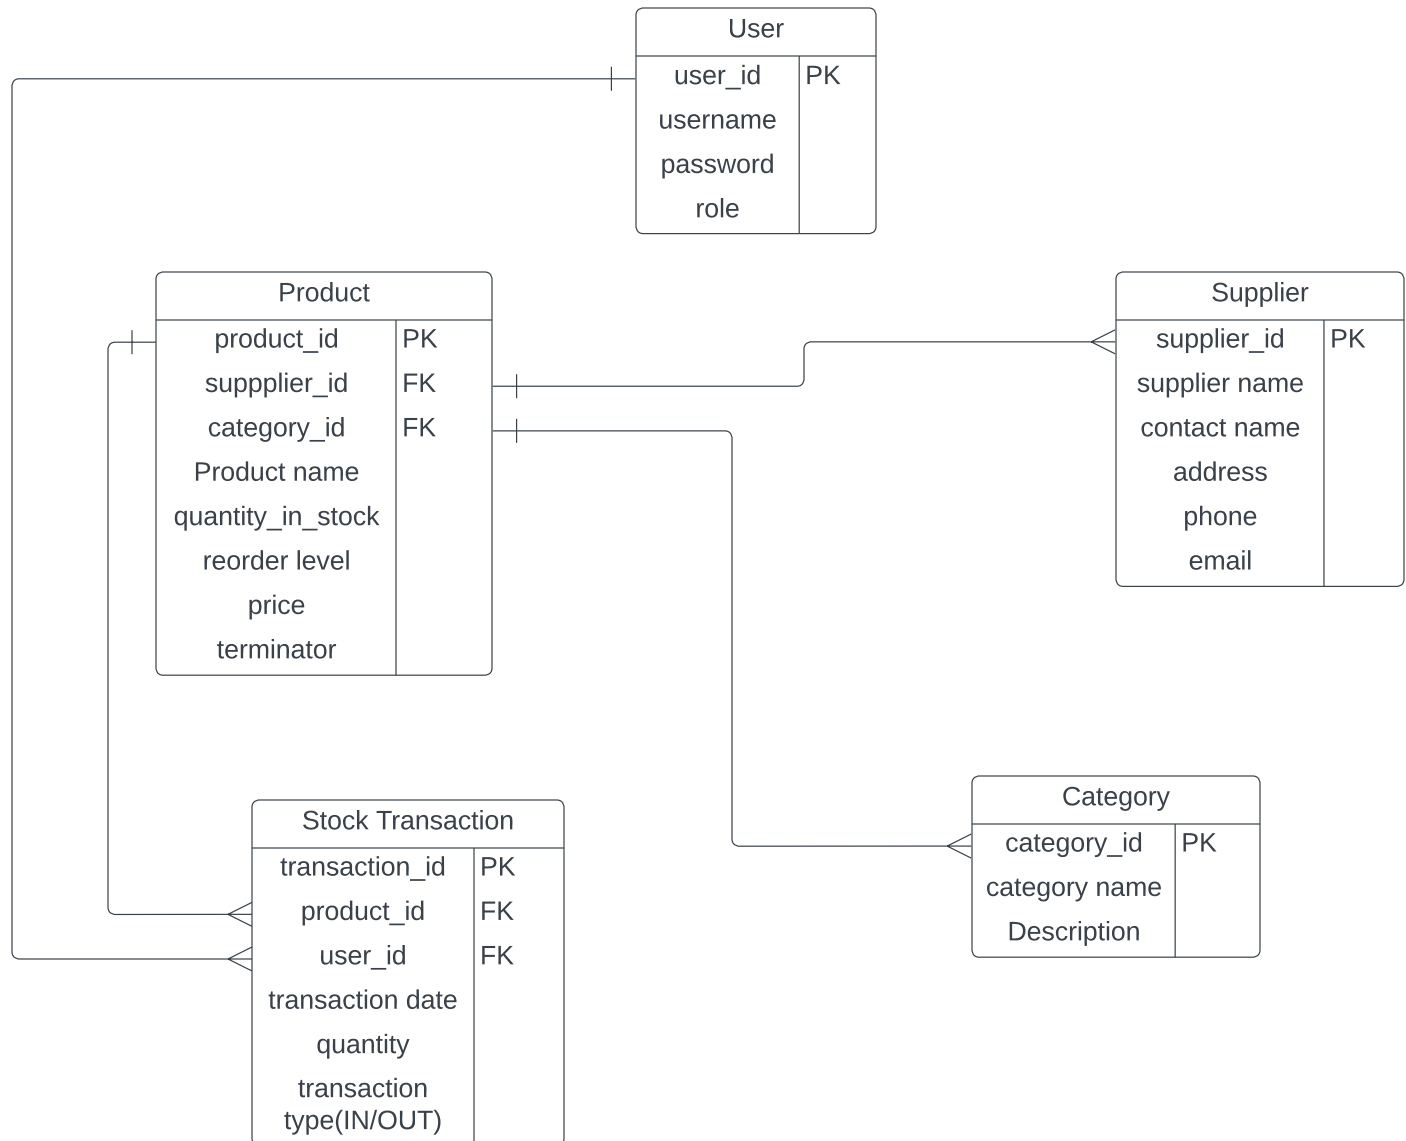 User
user_id PK
username
password
role
Product
product_id PK
suppplier_id FK
category_id FK
Product name
quantity_in_stock
reorder level
price
terminator
Supplier
supplier_id PK
supplier name
contact name
address
phone
email
Stock Transaction
transaction_id PK
product_id FK
user_id FK
transaction date
quantity
transaction
type(IN/OUT)
Category
category_id PK
category name
Description